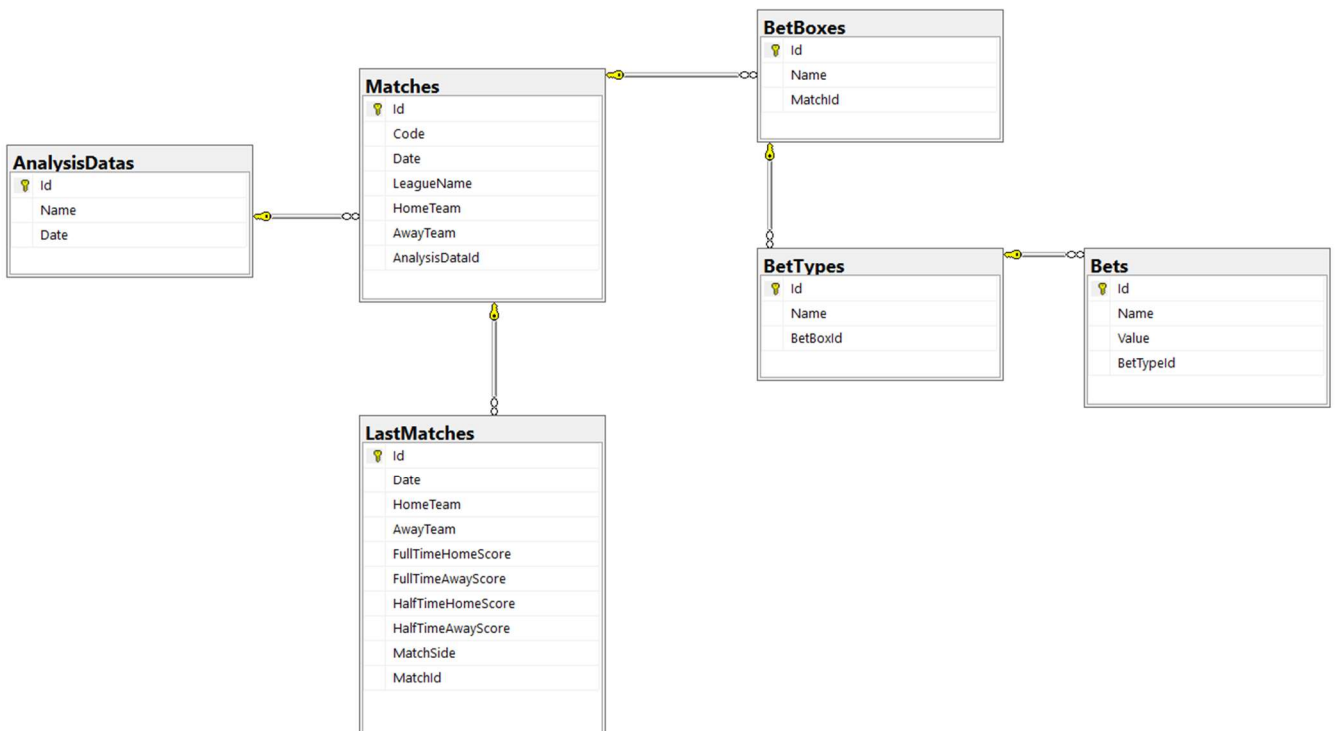 AnalysisDatas
Id
Name
Date
Matches
Id
Code
Date
LeagueName
HomeTeam
AwayTeam
AnalysisDataId
LastMatches
Id
Date
HomeTeam
AwayTeam
FullTimeHomeScore
FullTimeAwayScore
HalfTimeHomeScore
HalfTimeAwayScore
MatchSide
MatchId
BetBoxes
Id
Name
MatchId
BetTypes
Id
Name
BetBoxId
Bets
Id
Name
Value
BetTypeId